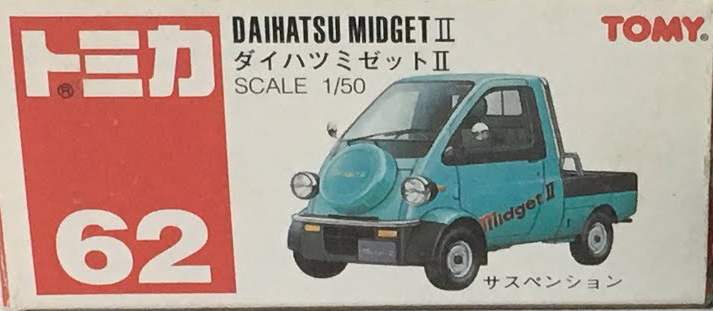 トミカ®
62
DAIHATSU MIDGET II
ダイハツミゼットII
SCALE 1/50
TOMY®
Midget II
サスペンション